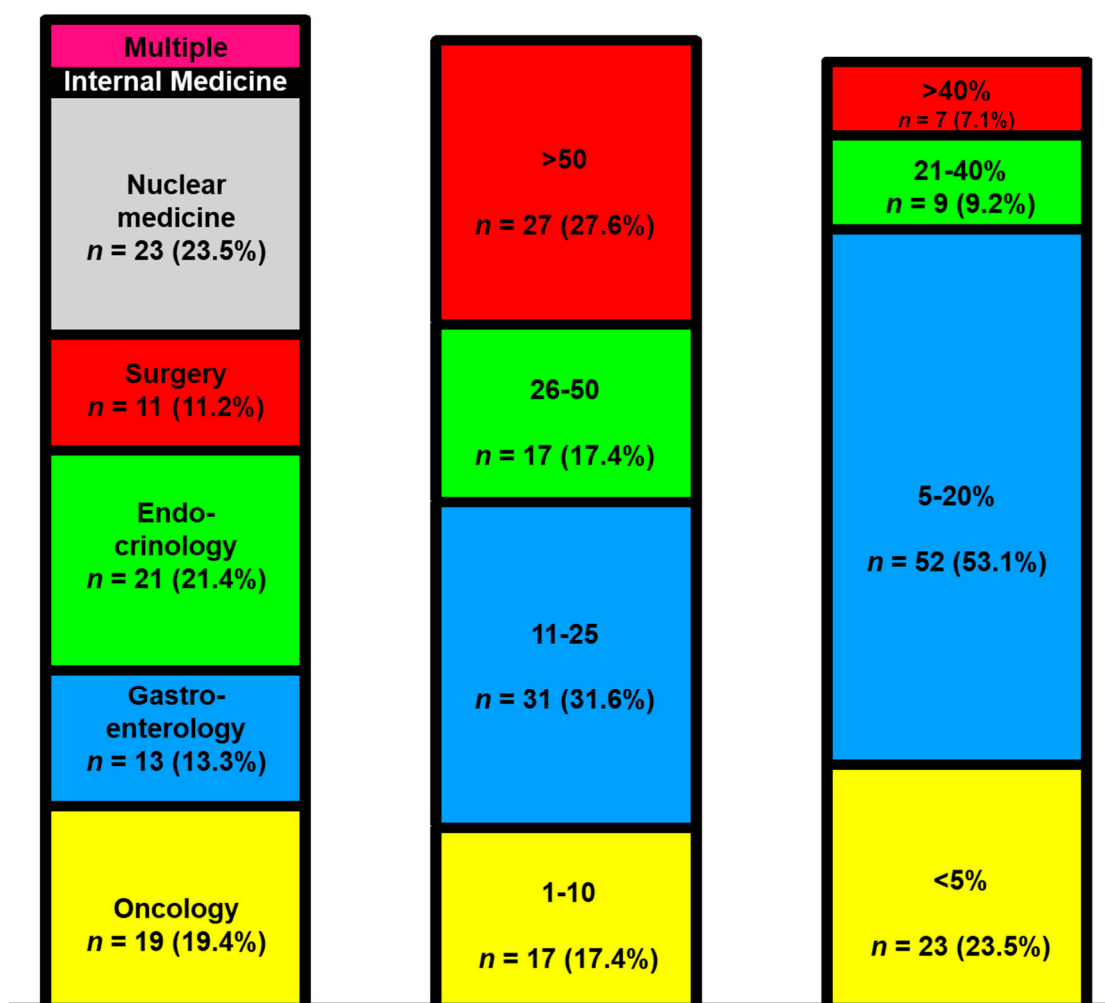 Multiple
Internal Medicine
Nuclear
medicine
n = 23 (23.5%)
Surgery
n = 11 (11.2%)
Endo-
crinology
n = 21 (21.4%)
Gastro-
enterology
n = 13 (13.3%)
Oncology
n = 19 (19.4%)
>50
n = 27 (27.6%)
26-50
n = 17 (17.4%)
11-25
n = 31 (31.6%)
1-10
n = 17 (17.4%)
>40%
n = 7 (7.1%)
21-40%
n = 9 (9.2%)
5-20%
n = 52 (53.1%)
<5%
n = 23 (23.5%)